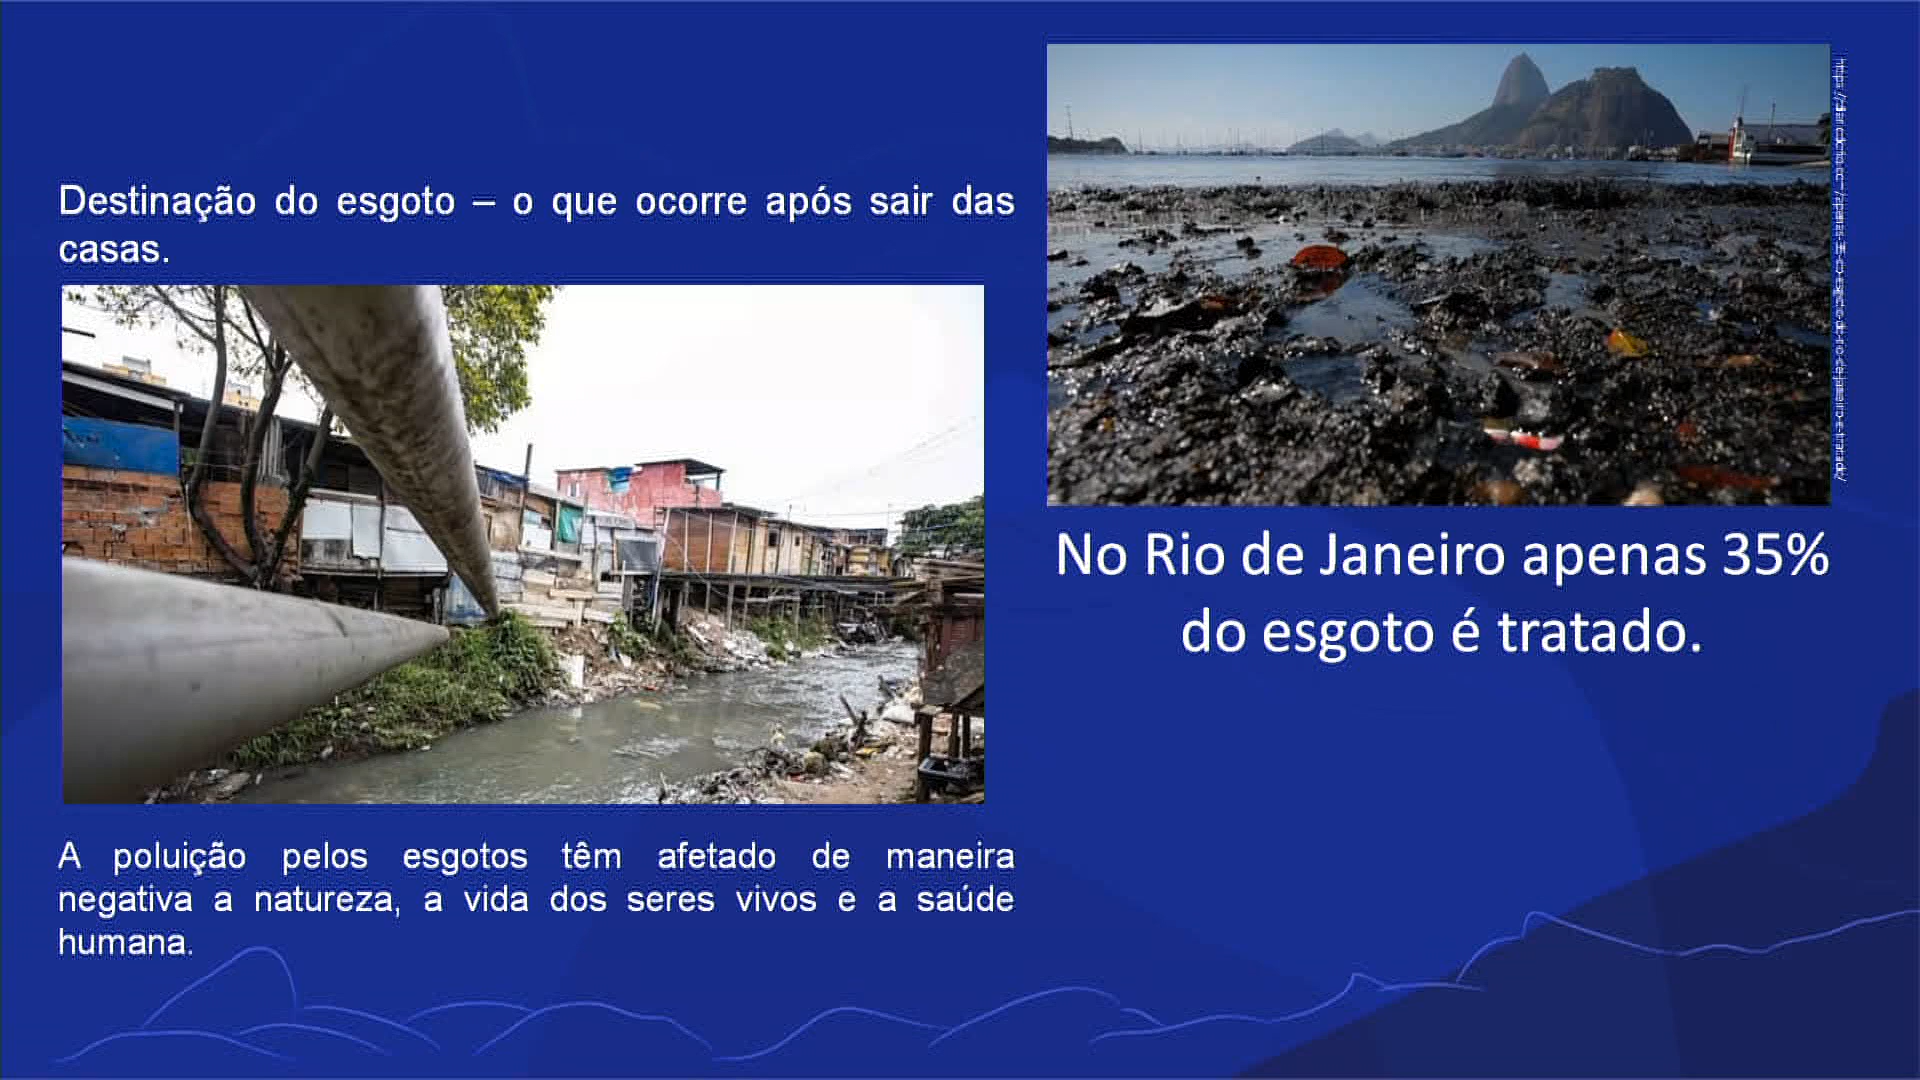 Destinação do esgoto – o que ocorre após sair das
casas.
A poluição pelos esgotos têm afetado de maneira
negativa a natureza, a vida dos seres vivos e a saúde
humana.
No Rio de Janeiro apenas 35%
do esgoto é tratado.